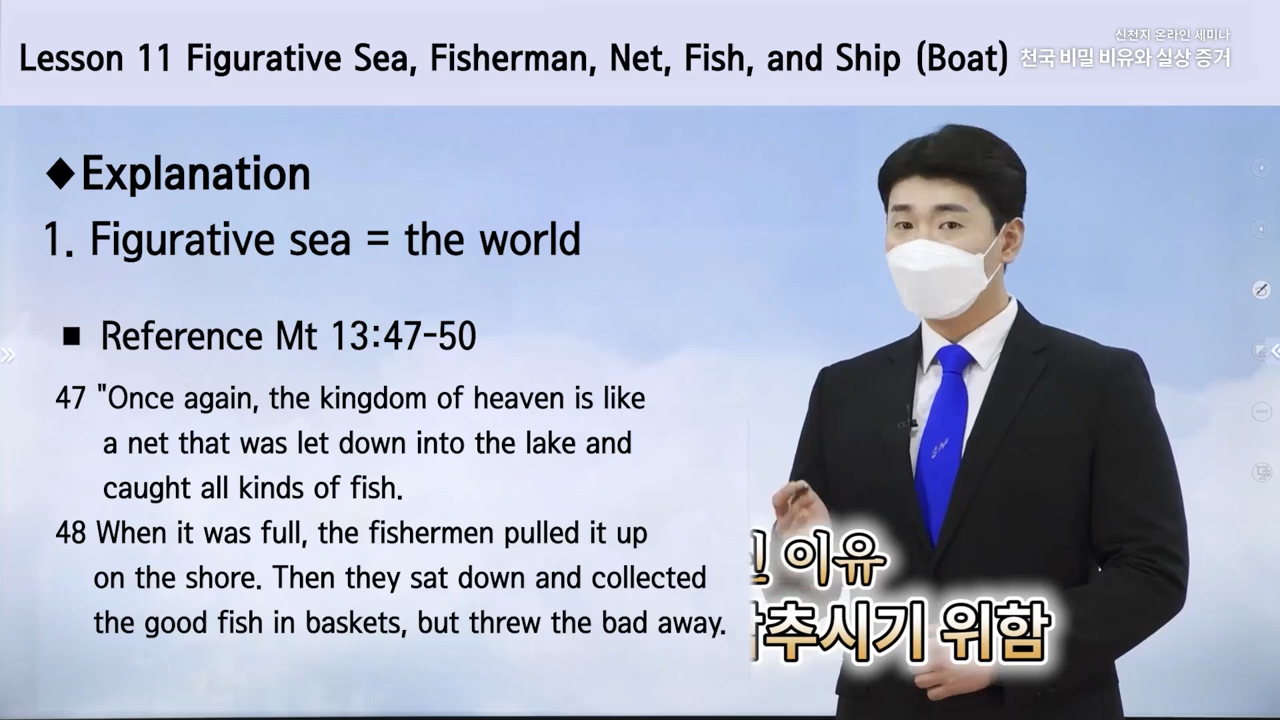 Lesson 11 Figurative Sea, Fisherman, Net, Fish, and Ship (Boat)
신천지 온라인 세미나
천국 비밀 비유와 실상 증거
◆Explanation
1. Figurative sea = the world
■ Reference Mt 13:47-50
47 "Once again, the kingdom of heaven is like
a net that was let down into the lake and
caught all kinds of fish.
48 When it was full, the fishermen pulled it up
on the shore. Then they sat down and collected
the good fish in baskets, but threw the bad away.
이유
추시기 위함